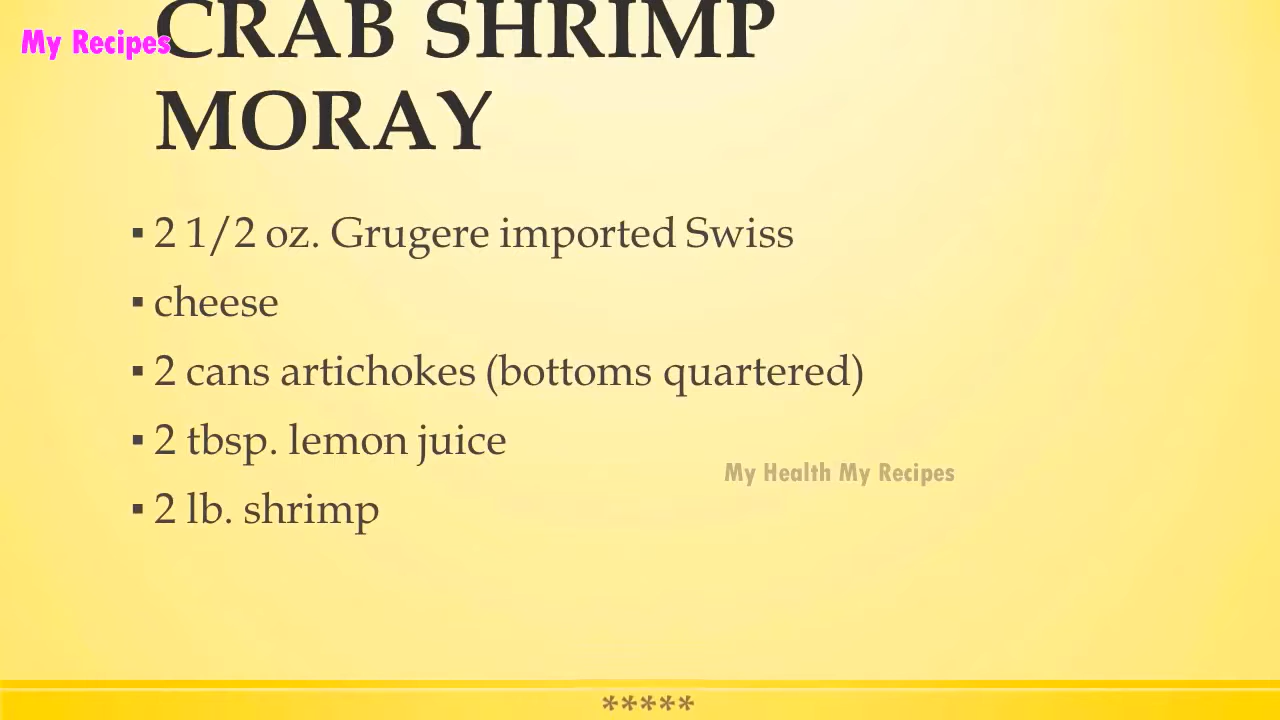 CRAB SHRIMP
My Recipes
MORAY
▪ 2 1/2 oz. Grugere imported Swiss
▪ cheese
▪ 2 cans artichokes (bottoms quartered)
▪ 2 tbsp. lemon juice
My Health My Recipes
▪ 2 lb. shrimp
*****